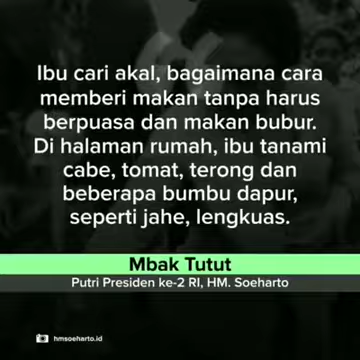 Ibu cari akal, bagaimana cara
memberi makan tanpa harus
berpuasa dan makan bubur.
Di halaman rumah, ibu tanami
cabe, tomat, terong dan
beberapa bumbu dapur,
seperti jahe, lengkuas.
Mbak Tutut
Putri Presiden ke-2 RI, HM. Soeharto
hmsoeharto.id